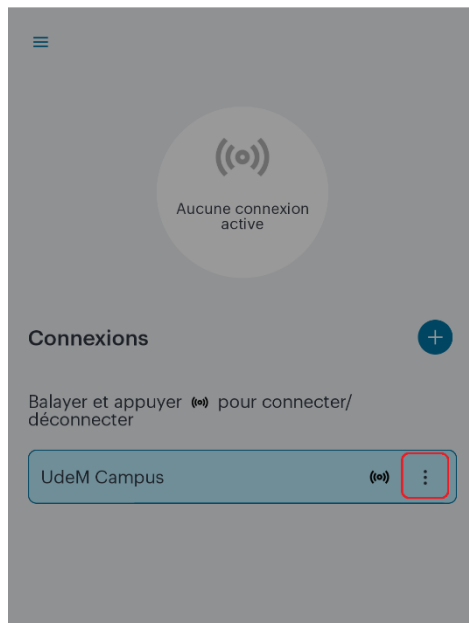 Aucune connexion
active
Connexions
Balayer et appuyer pour connecter/
déconnecter
UdeM Campus